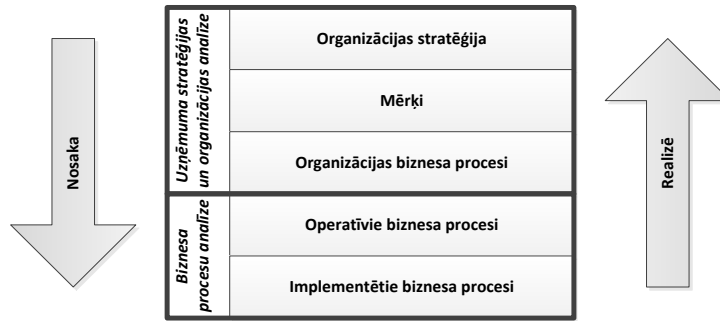 Nosaka
Uzņēmuma stratēģijas
un organizācijas analīze
Organizācijas stratēģija
Mērķi
Organizācijas biznesa procesi
Biznesa
procesu analīze
Operatīvie biznesa procesi
Implementētie biznesa procesi
Realizē